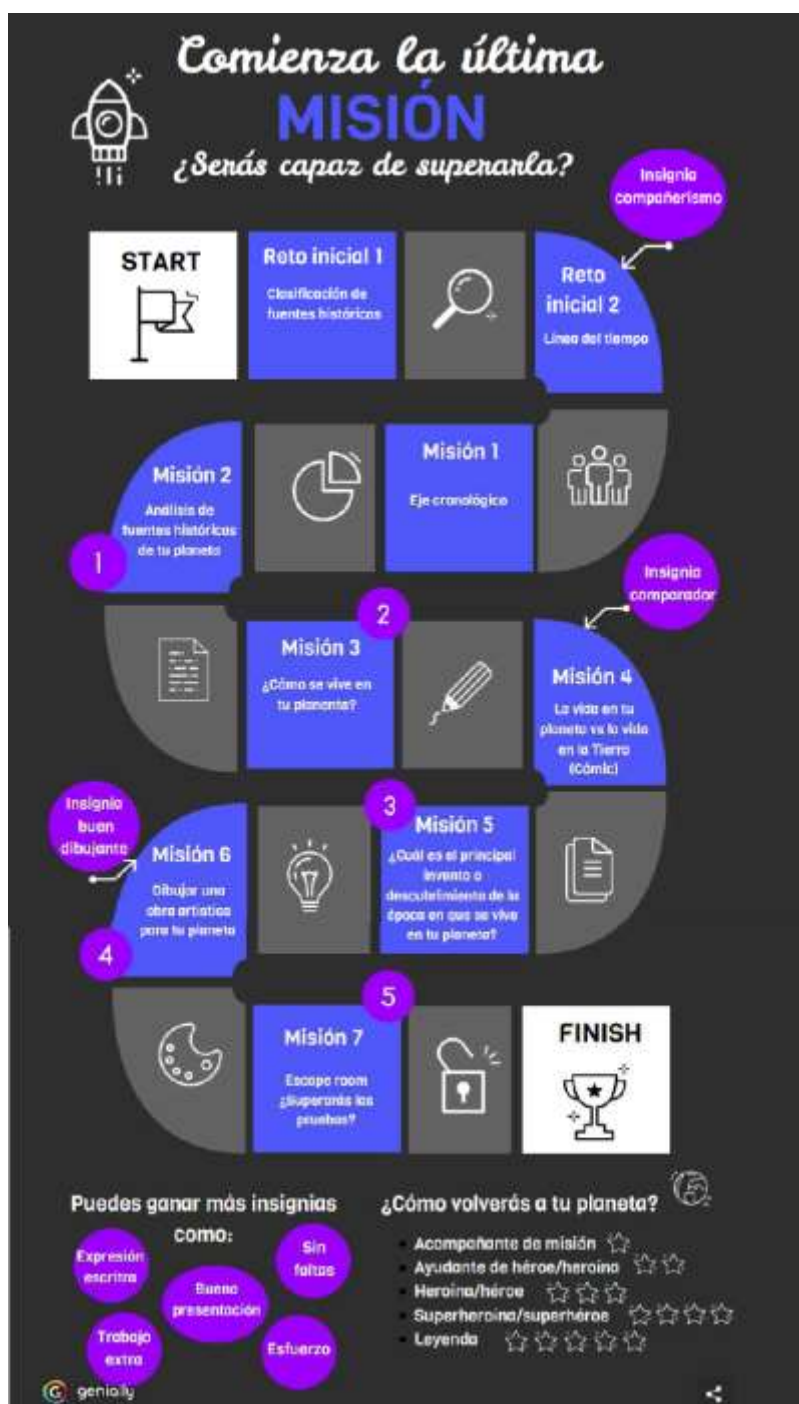 Comienza la última
MISIÓN
¿Serás capaz de superarla?
Insignia
compañerismo
START
Reto inicial 1
Clasificación de
fuentes históricas
Reto
inicial 2
Línea del tiempo
Misión 1
Eje cronológico
Misión 2
Análisis de
fuentes históricas
de tu planeta
1
Insignia
comparador
2
Misión 3
¿Cómo se vive en
tu plananta?
Misión 4
La vida en tu
planeta vs la vida
en la Tierra
(Cómic)
Insignia
buen
dibujante
3
Misión 5
¿Cuál es el principal
invento o
descubrimiento de la
época en que se vive
en tu planeta?
Misión 6
Dibujar una
obra artística
para tu planeta
4
5
Misión 7
Escape room
¿Superarás las
pruebas?
FINISH
Puedes ganar más insignias
como:
Expresión
escritra
Sin
faltas
Buena
presentación
Trabajo
extra
Esfuerzo
¿Cómo volverás a tu planeta?
Acompañante de misión
Ayudante de héroe/heroína
Heroína/héroe
Superheroína/superhéroe
Leyenda
genially